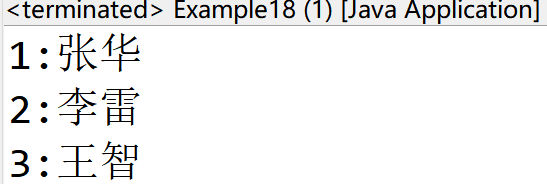 <terminated> Example18 (1) [Java Application]
1:张华
2:李雷
3:王智